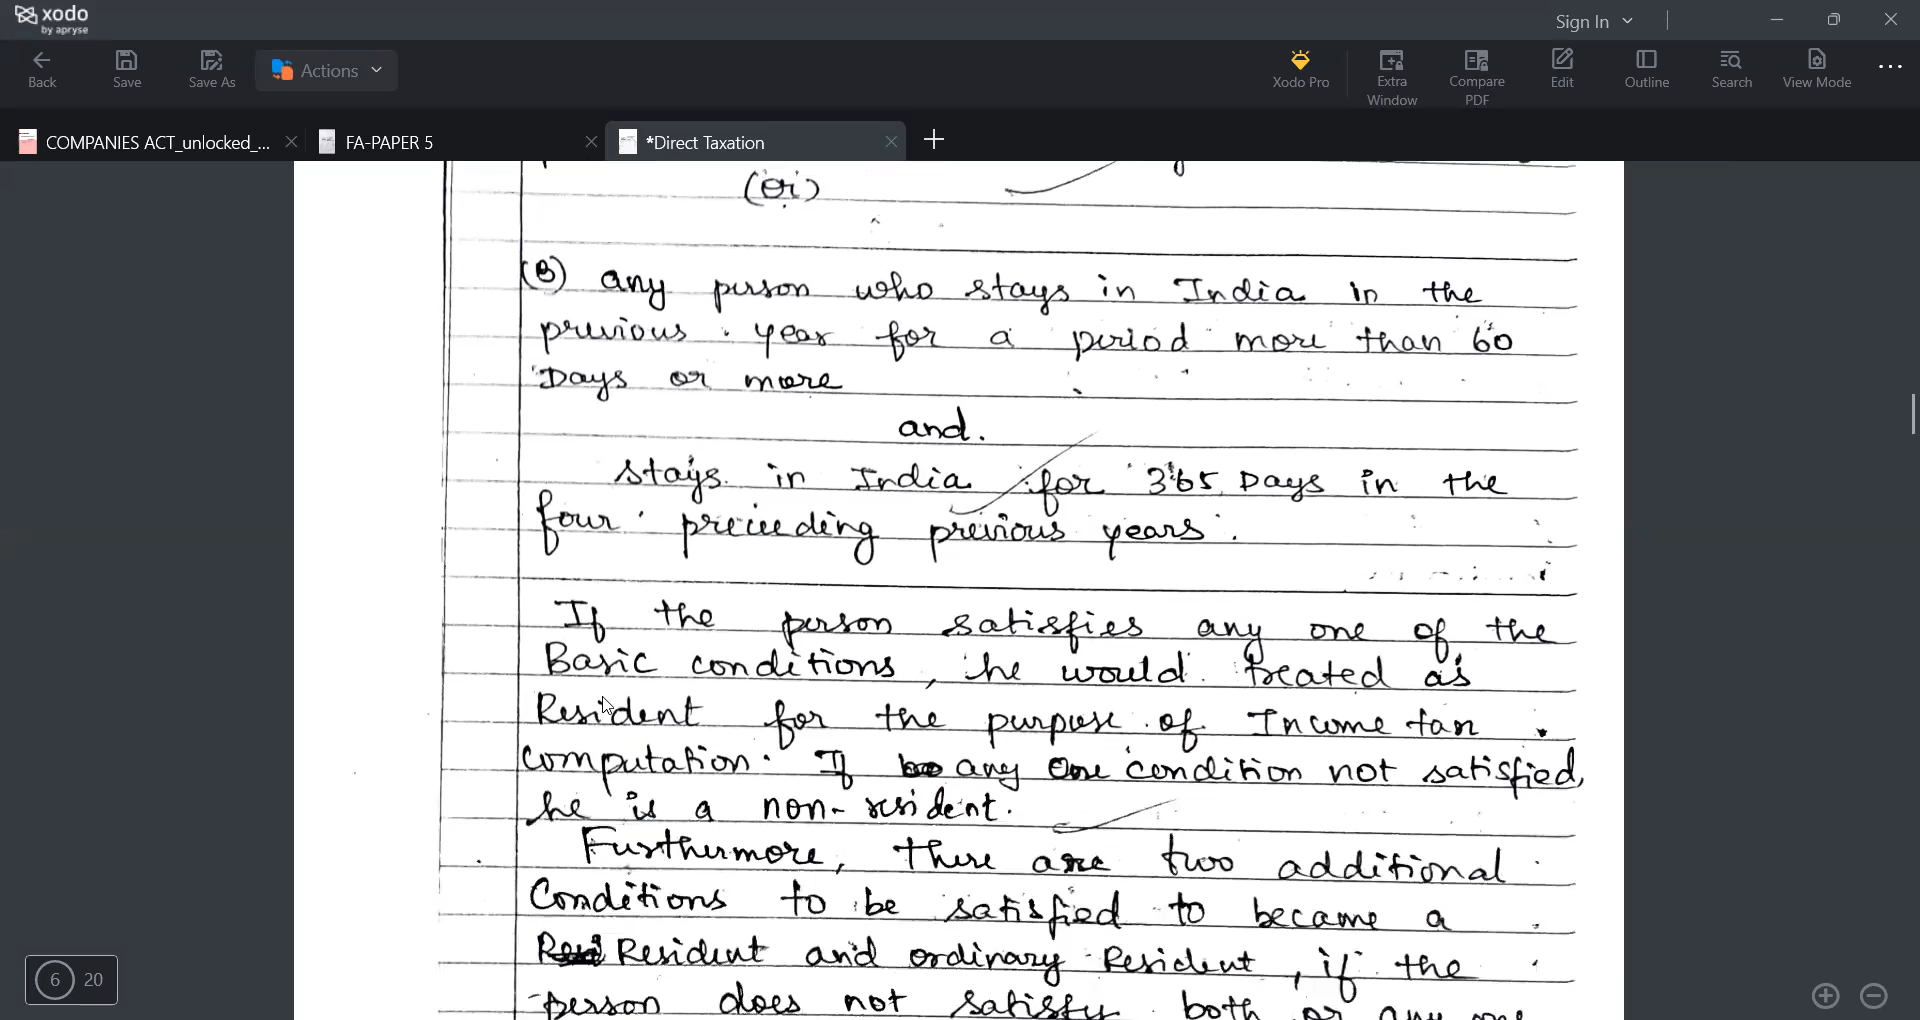 xodo
by apryse
Sign In
Back
Save
Save As
Actions
Xodo Pro
Extra Window
Compare PDF
Edit
Outline
Search
View Mode
COMPANIES ACT_unlocked_...
FA-PAPER 5
*Direct Taxation
(or)
(B) any person who stays in India in the
previous year for a period more than 60
Days or more
and.
stays in India for 365 Days in the
four preceeding previous years.
If the person satisfies any one of the
Basic conditions, he would treated as
Resident for the purpose of Income tax
computation. If any one condition not satisfied,
he is a non-resident.
Furthermore, there are two additional
Conditions to be satisfied to became a
Resident and ordinary Resident, if the
person does not satisfy both or any one
6 20